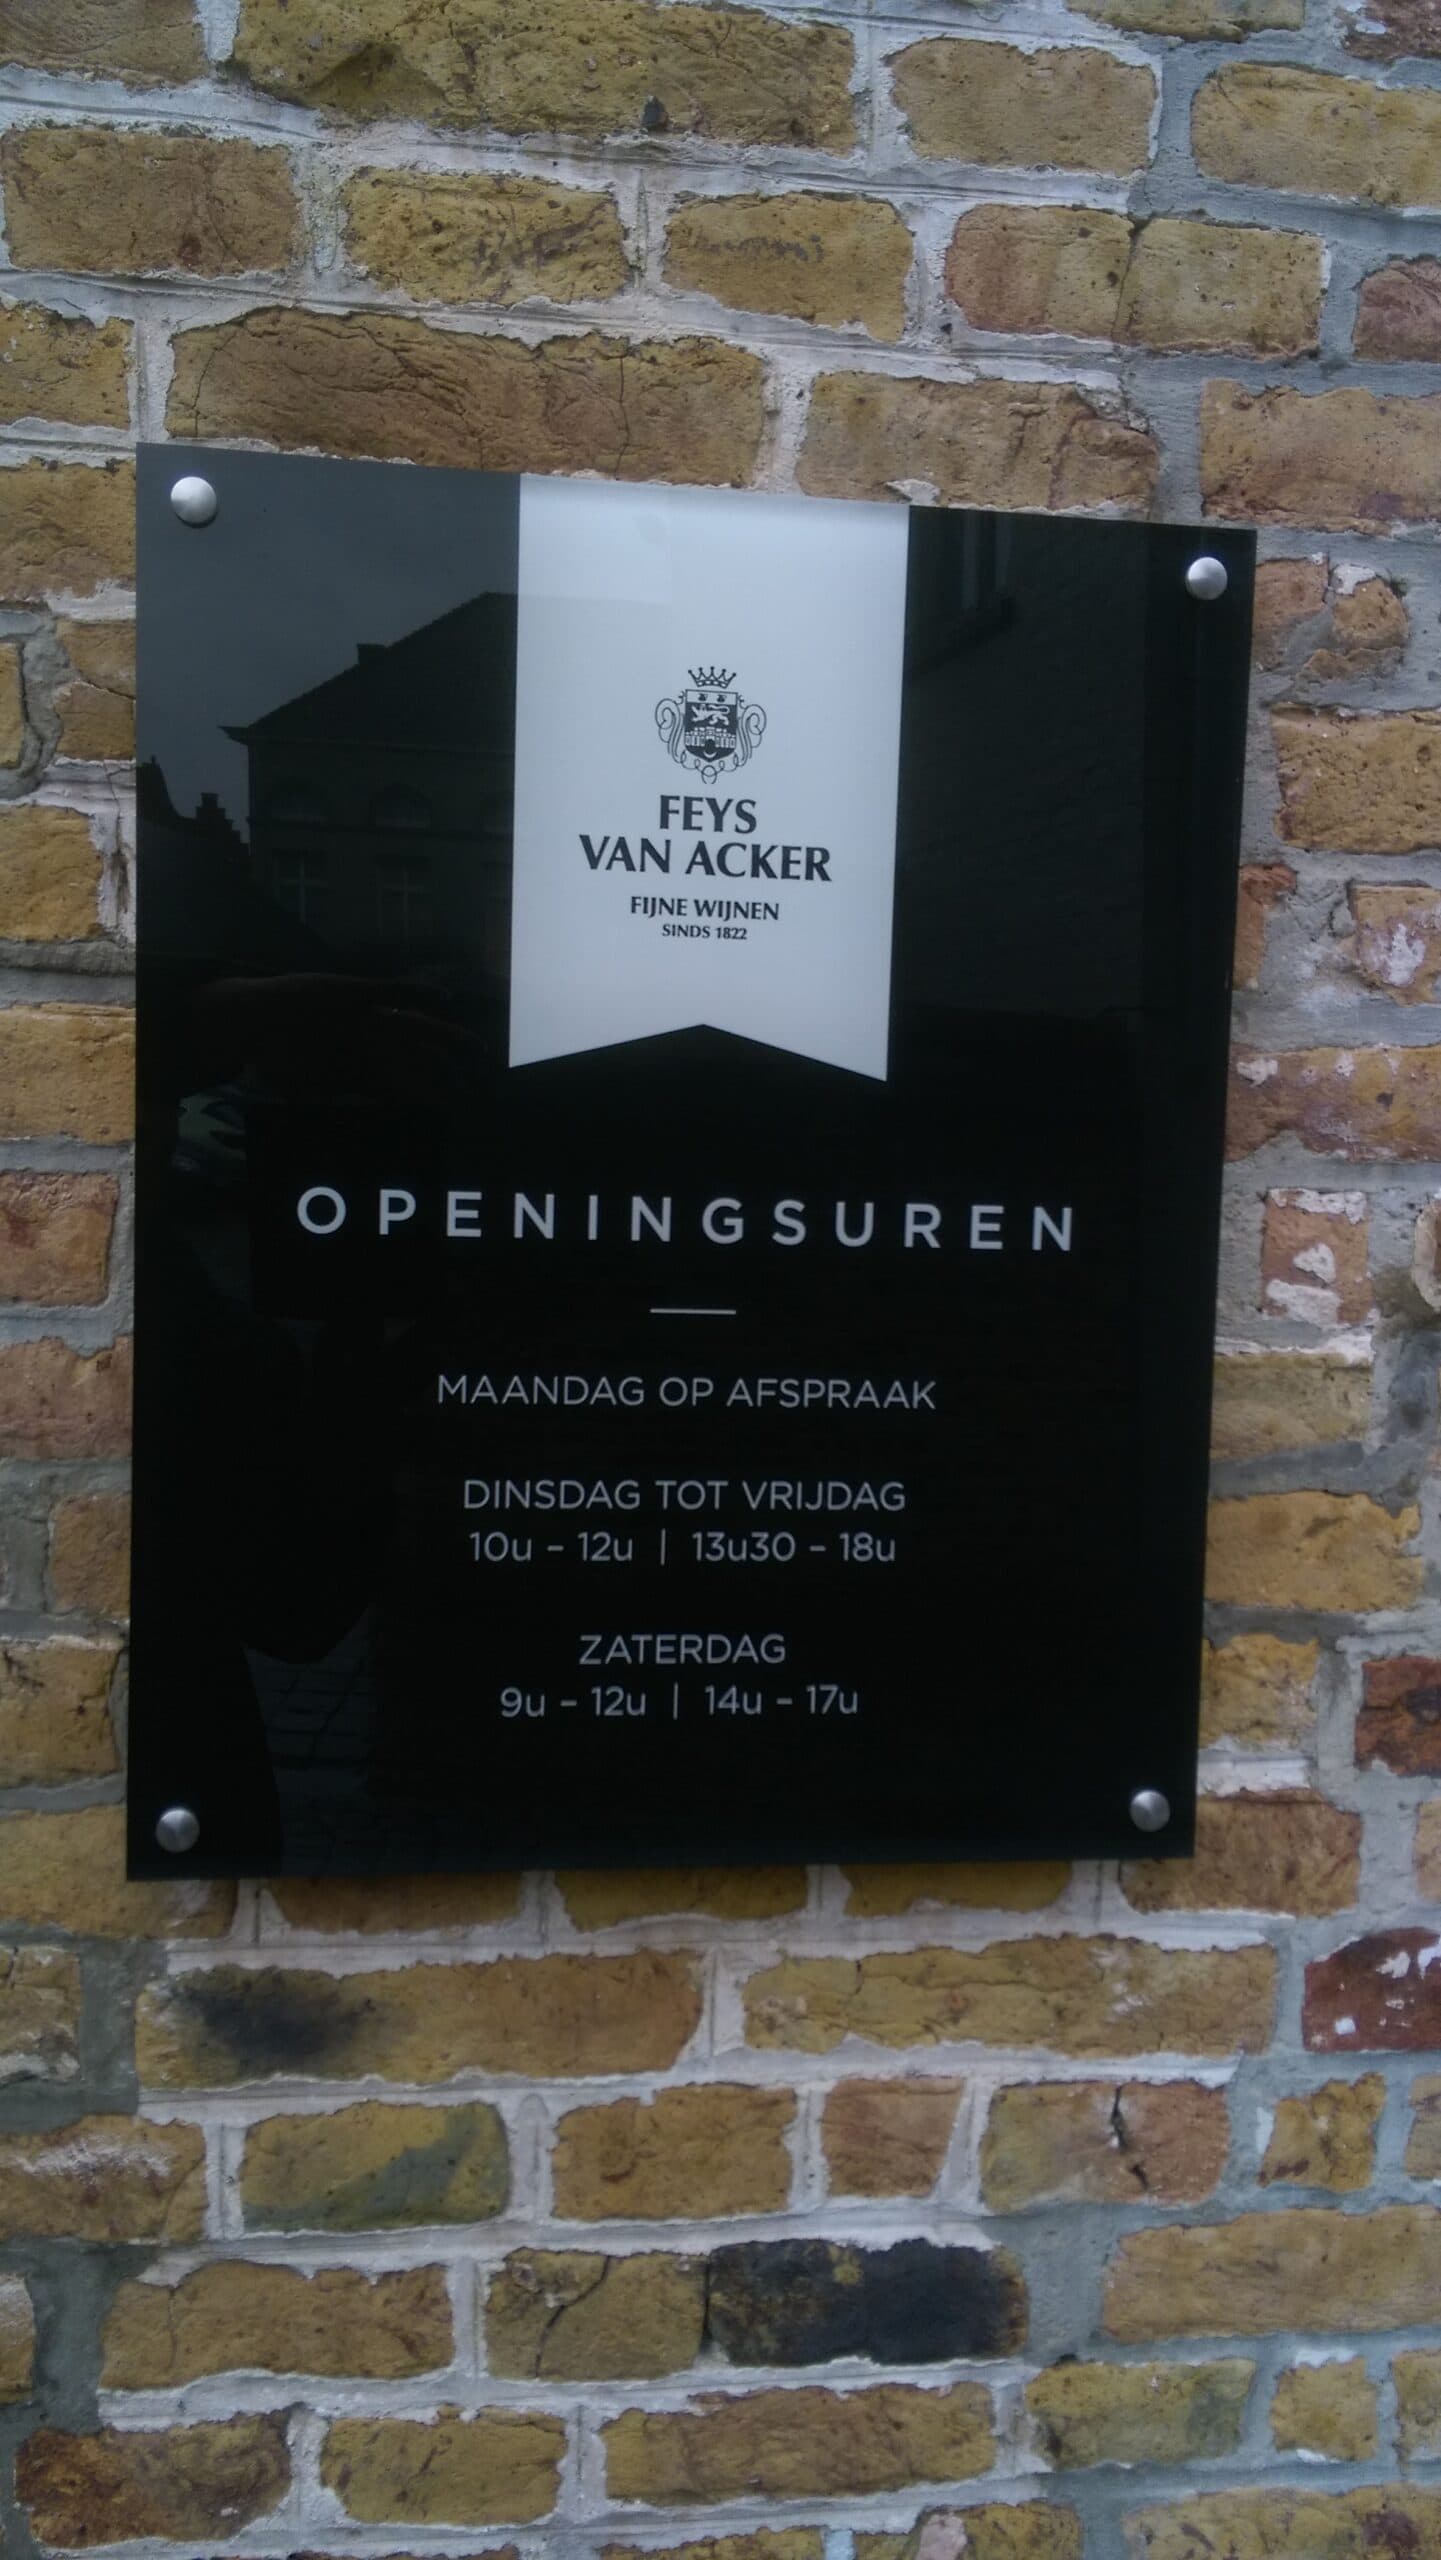 FEYS
VAN ACKER
FIJNE WIJNEN
SINDS 1822
OPENINGSUREN
MAANDAG OP AFSPRAAK
DINSDAG TOT VRIJDAG
10u – 12u | 13u30 – 18u
ZATERDAG
9u – 12u | 14u – 17u